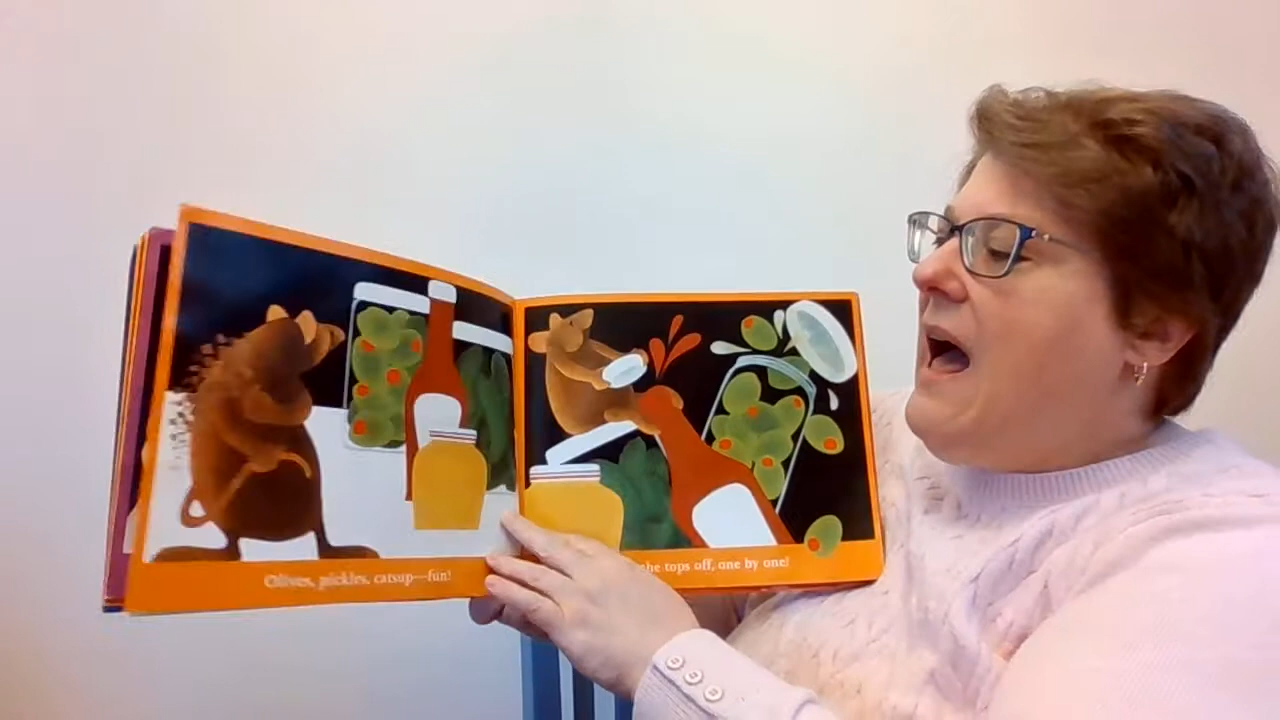 Olives, pickles, catsup—fun!
the tops off, one by one!